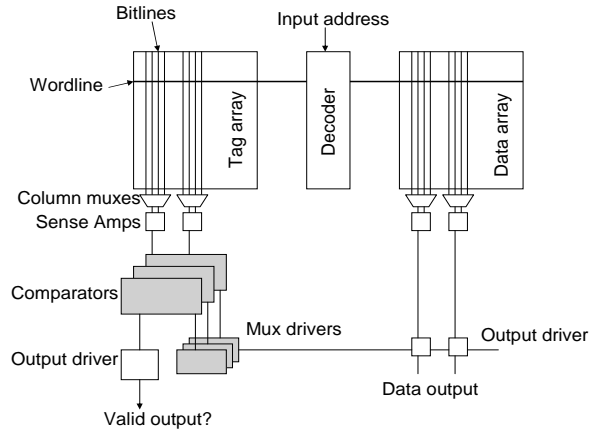 Bitlines
Input address
Wordline
Tag array
Decoder
Data array
Column muxes
Sense Amps
Comparators
Mux drivers
Output driver
Output driver
Data output
Valid output?